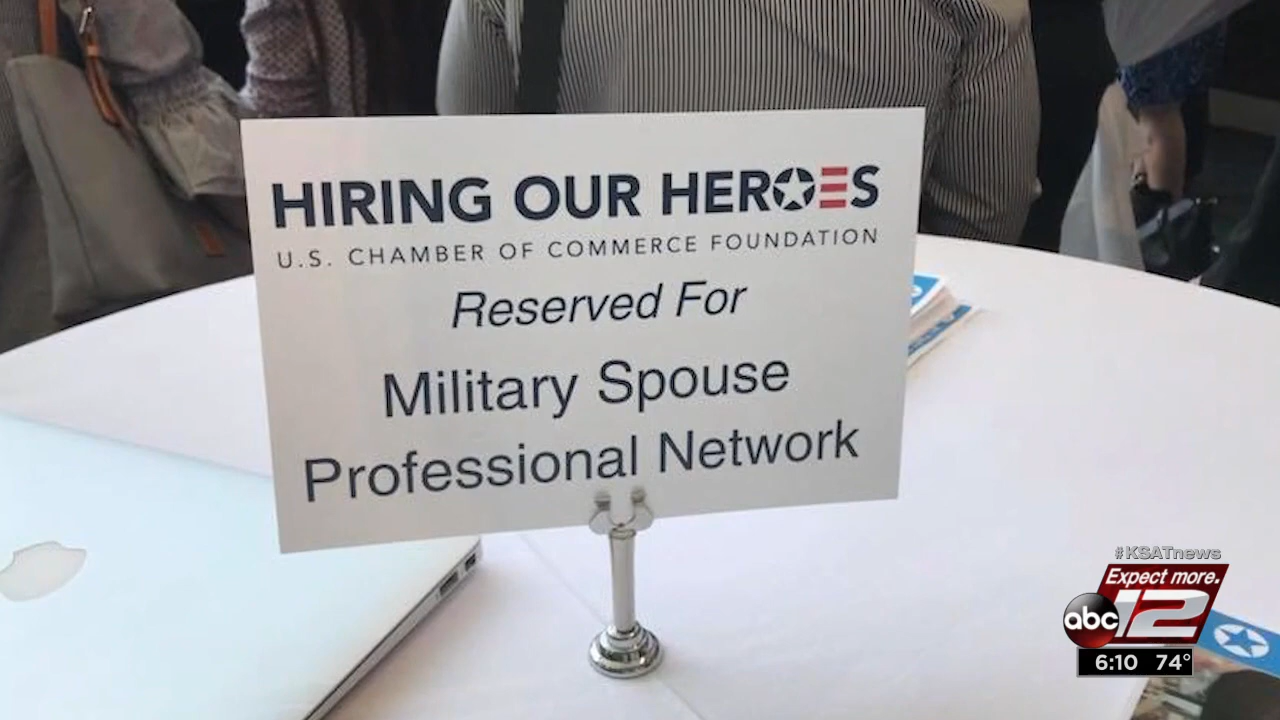 HIRING OUR HEROES
U.S. CHAMBER OF COMMERCE FOUNDATION
Reserved For
Military Spouse
Professional Network
#KSATnews
Expect more.
abc 12
6:10 74°